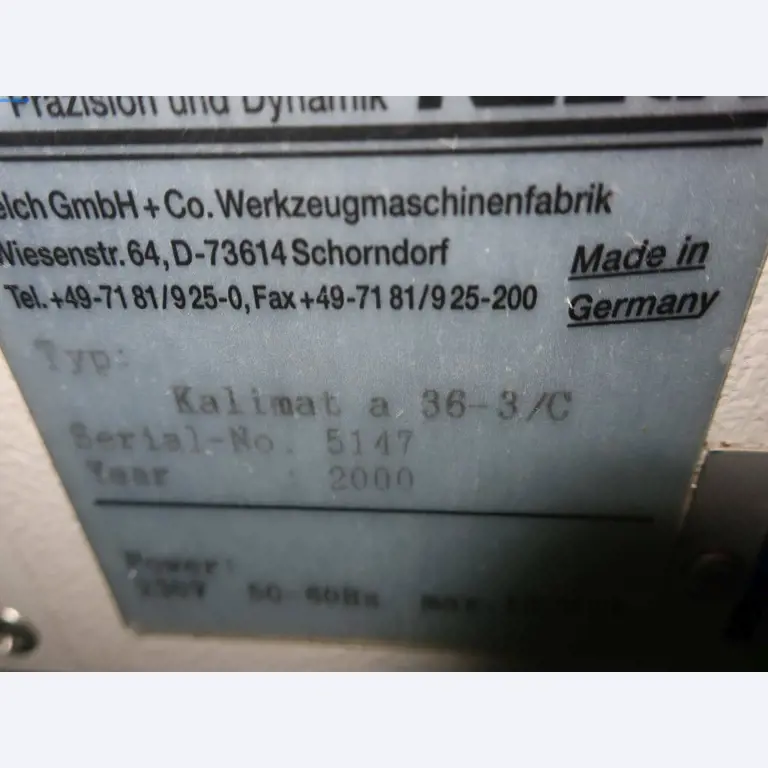 Präzision und Dynamik
elch GmbH + Co. Werkzeugmaschinenfabrik
Wiesenstr. 64, D-73614 Schorndorf
Made in
Tel. +49-71 81/9 25-0, Fax +49-71 81/9 25-200
Germany
Typ:
Kalimat a 36-3/C
Serial-No. 5147
Year : 2000
Power:
230V 50-60Hz max.